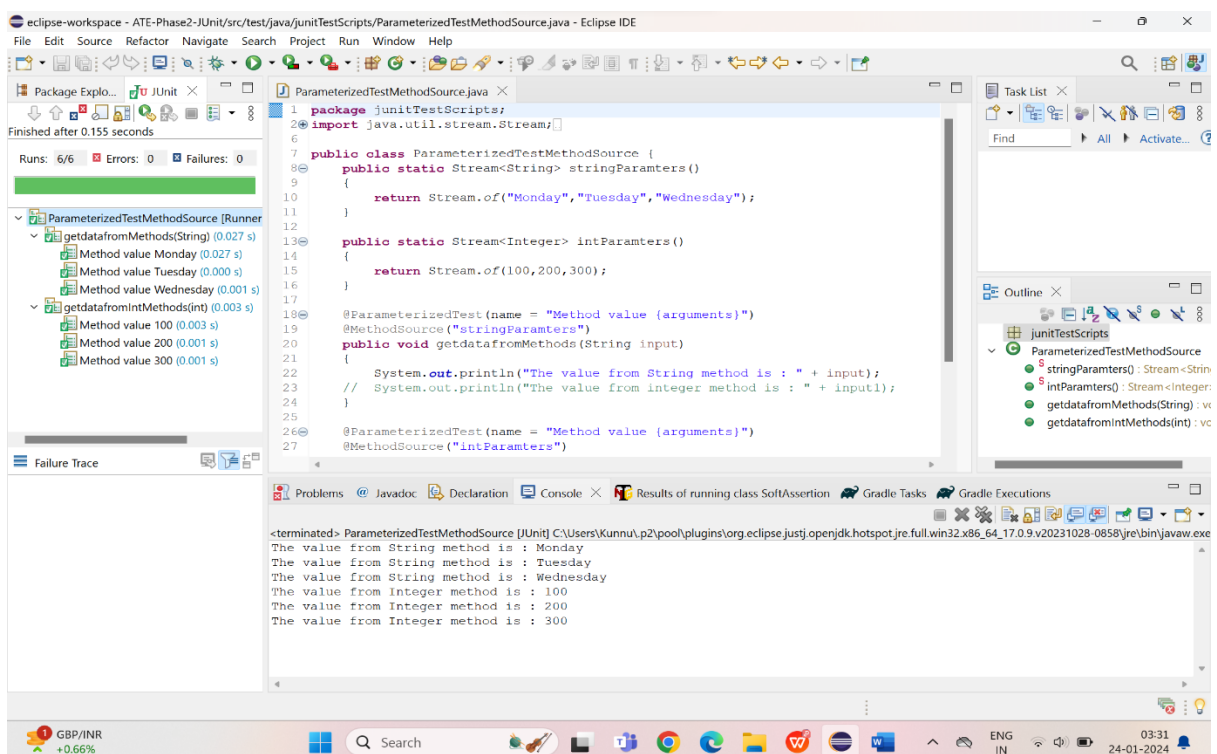 eclipse-workspace - ATE-Phase2-JUnit/src/test/java/junitTestScripts/ParameterizedTestMethodSource.java - Eclipse IDE
File Edit Source Refactor Navigate Search Project Run Window Help
Package Explo...
JUnit
Finished after 0.155 seconds
Runs: 6/6 Errors: 0 Failures: 0
ParameterizedTestMethodSource [Runner
getdatafromMethods(String) (0.027 s)
Method value Monday (0.027 s)
Method value Tuesday (0.000 s)
Method value Wednesday (0.001 s)
getdatafromIntMethods(int) (0.003 s)
Method value 100 (0.003 s)
Method value 200 (0.001 s)
Method value 300 (0.001 s)
Failure Trace
ParameterizedTestMethodSource.java
1 package junitTestScripts;
2 import java.util.stream.Stream;
6
7 public class ParameterizedTestMethodSource {
8 public static Stream<String> stringParamters()
9 {
10 return Stream.of("Monday","Tuesday","Wednesday");
11 }
12
13 public static Stream<Integer> intParamters()
14 {
15 return Stream.of(100,200,300);
16 }
17
18 @ParameterizedTest(name = "Method value {arguments}")
19 @MethodSource("stringParamters")
20 public void getdatafromMethods(String input)
21 {
22 System.out.println("The value from String method is : " + input);
23 // System.out.println("The value from integer method is : " + input1);
24 }
25
26 @ParameterizedTest(name = "Method value {arguments}")
27 @MethodSource("intParamters")
Task List
Find All Activate...
Outline
junitTestScripts
ParameterizedTestMethodSource
stringParamters() : Stream<Strin
intParamters() : Stream<Integer>
getdatafromMethods(String) : vo
getdatafromIntMethods(int) : vo
Problems Javadoc Declaration Console Results of running class SoftAssertion Gradle Tasks Gradle Executions
<terminated> ParameterizedTestMethodSource [JUnit] C:\Users\Kunnu\.p2\pool\plugins\org.eclipse.justj.openjdk.hotspot.jre.full.win32.x86_64_17.0.9.v20231028-0858\jre\bin\javaw.exe
The value from String method is : Monday
The value from String method is : Tuesday
The value from String method is : Wednesday
The value from Integer method is : 100
The value from Integer method is : 200
The value from Integer method is : 300
1
GBP/INR
+0.66%
Search
ENG
IN
03:31
24-01-2024